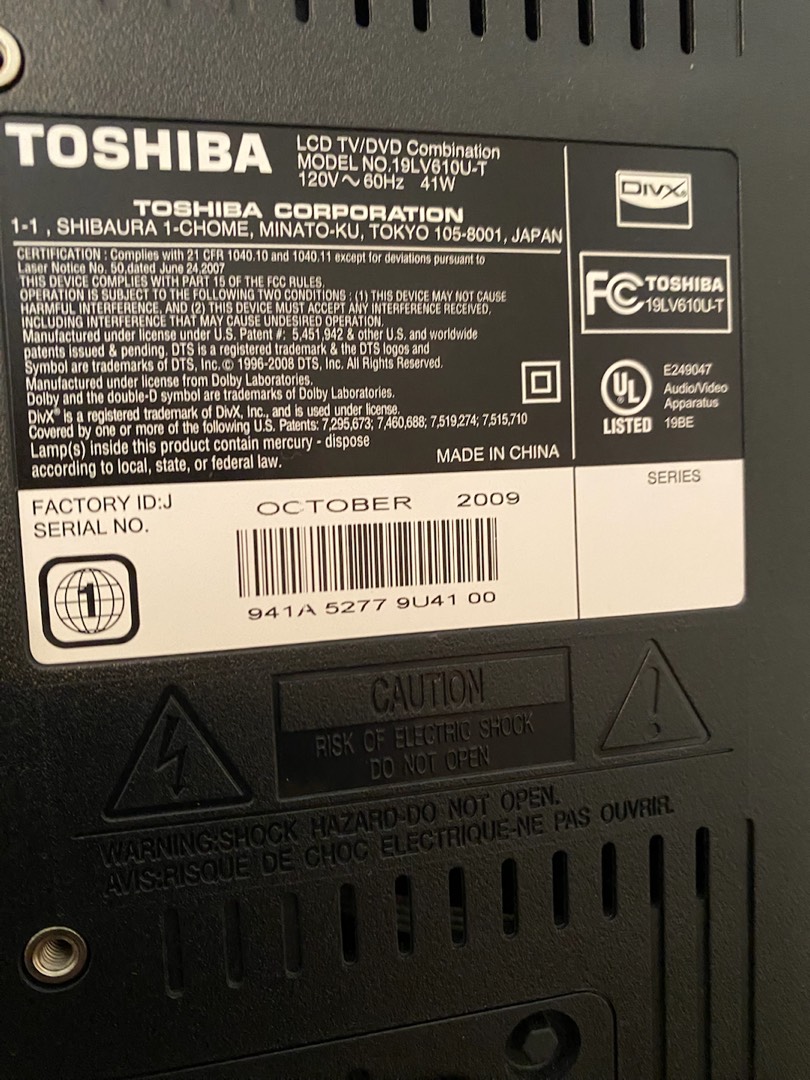 TOSHIBA
LCD TV/DVD Combination
MODEL NO.19LV610U-T
120V～60Hz 41W
TOSHIBA CORPORATION
1-1 , SHIBAURA 1-CHOME, MINATO-KU, TOKYO 105-8001, JAPAN
CERTIFICATION : Complies with 21 CFR 1040.10 and 1040.11 except for deviations pursuant to
Laser Notice No. 50,dated June 24,2007
THIS DEVICE COMPLIES WITH PART 15 OF THE FCC RULES.
OPERATION IS SUBJECT TO THE FOLLOWING TWO CONDITIONS : (1) THIS DEVICE MAY NOT CAUSE
HARMFUL INTERFERENCE, AND (2) THIS DEVICE MUST ACCEPT ANY INTERFERENCE RECEIVED,
INCLUDING INTERFERENCE THAT MAY CAUSE UNDESIRED OPERATION.
Manufactured under license under U.S. Patent #: 5,451,942 & other U.S. and worldwide
patents issued & pending. DTS is a registered trademark & the DTS logos and
Symbol are trademarks of DTS, Inc.© 1996-2008 DTS, Inc. All Rights Reserved.
Manufactured under license from Dolby Laboratories.
Dolby and the double-D symbol are trademarks of Dolby Laboratories.
DivX® is a registered trademark of DivX, Inc., and is used under license.
Covered by one or more of the following U.S. Patents: 7,295,673; 7,460,688; 7,519,274; 7,515,710
Lamp(s) inside this product contain mercury - dispose
according to local, state, or federal law.
MADE IN CHINA
DIVX®
FC TOSHIBA
19LV610U-T
UL
LISTED
E249047
Audio/Video
Apparatus
19BE
SERIES
FACTORY ID:J
SERIAL NO.
OCTOBER 2009
1
941A 5277 9U41 00
CAUTION
RISK OF ELECTRIC SHOCK
DO NOT OPEN
!
WARNING:SHOCK HAZARD-DO NOT OPEN.
AVIS:RISQUE DE CHOC ELECTRIQUE-NE PAS OUVRIR.